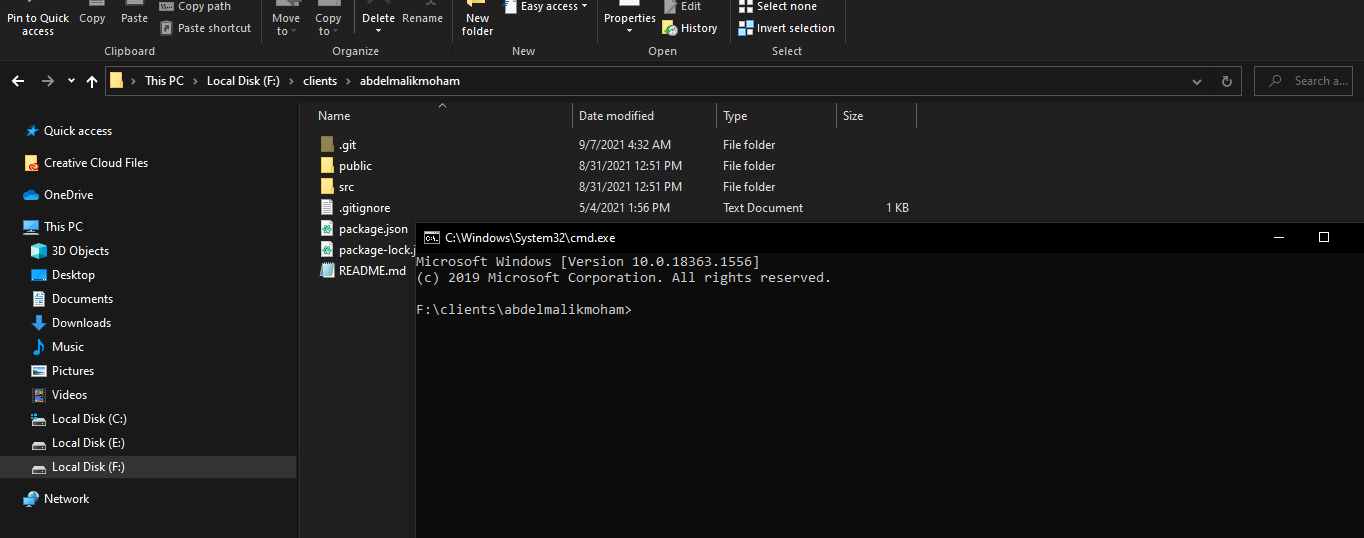 Copy path
Pin to Quick access
Copy
Paste
Paste shortcut
Move to
Copy to
Delete
Rename
New folder
Easy access
Properties
Edit
History
Select none
Invert selection
Clipboard
Organize
New
Open
Select
This PC
Local Disk (F:)
clients
abdelmalikmoham
Search a...
Name
Date modified
Type
Size
Quick access
Creative Cloud Files
OneDrive
This PC
3D Objects
Desktop
Documents
Downloads
Music
Pictures
Videos
Local Disk (C:)
Local Disk (E:)
Local Disk (F:)
Network
.git 9/7/2021 4:32 AM File folder
public 8/31/2021 12:51 PM File folder
src 8/31/2021 12:51 PM File folder
.gitignore 5/4/2021 1:56 PM Text Document 1 KB
package.json
package-lock.j
README.md
C:\Windows\System32\cmd.exe
Microsoft Windows [Version 10.0.18363.1556]
(c) 2019 Microsoft Corporation. All rights reserved.
F:\clients\abdelmalikmoham>